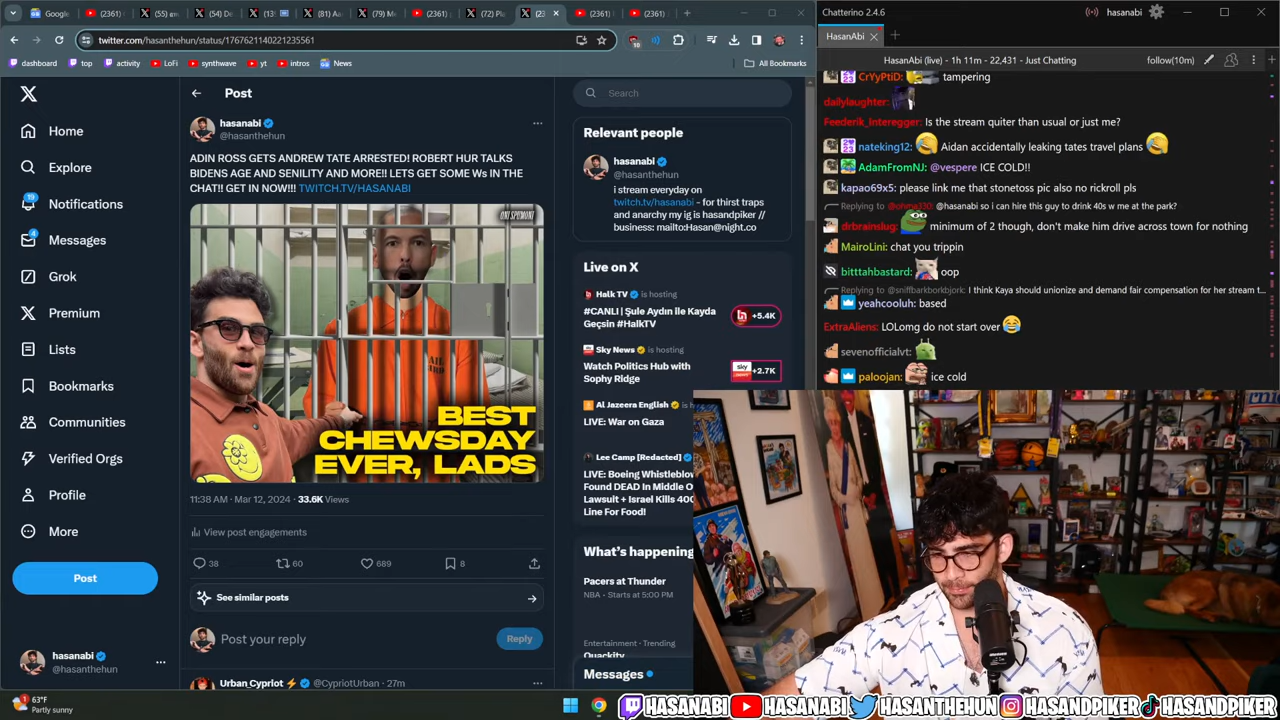 Google
(2361)
(55)
(54) De
(81) Aa
(79) M
(2361)
(72) Pla
(2361)
(2361)
twitter.com/hasanthehun/status/1767621140221235561
dashboard
top
activity
LoFi
synthwave
yt
intros
News
All Bookmarks
Home
Explore
19
Notifications
4
Messages
Grok
Premium
Lists
Bookmarks
Communities
Verified Orgs
Profile
More
Post
hasanabi
@hasanthehun
Post
hasanabi
@hasanthehun
ADIN ROSS GETS ANDREW TATE ARRESTED! ROBERT HUR TALKS
BIDENS AGE AND SENILITY AND MORE!! LETS GET SOME Ws IN THE
CHAT!! GET IN NOW!!! TWITCH.TV/HASANABI
BEST
CHEWSDAY
EVER, LADS
11:38 AM · Mar 12, 2024 · 33.6K Views
View post engagements
38
60
689
8
See similar posts
Post your reply
Reply
Urban_Cypriot
@CypriotUrban · 27m
Search
Relevant people
hasanabi
@hasanthehun
i stream everyday on
twitch.tv/hasanabi - for thirst traps
and anarchy my ig is hasandpiker //
business: mailto:Hasan@night.co
Live on X
Halk TV is hosting
#CANLI | Şule Aydın ile Kayda
Geçsin #HalkTV
+5.4K
Sky News is hosting
Watch Politics Hub with
Sophy Ridge
+2.7K
Al Jazeera English is h
LIVE: War on Gaza
Lee Camp [Redacted]
LIVE: Boeing Whistleblov
Found DEAD In Middle O
Lawsuit + Israel Kills 400
Line For Food!
What's happening
Pacers at Thunder
NBA · Starts at 5:00 PM
Entertainment · Trending
Quackity
Messages
Chatterino 2.4.6
hasanabi
HasanAbi
HasanAbi (live) - 1h 11m - 22,431 - Just Chatting
follow(10m)
CrYyPtiD: tampering
dailylaughter:
Feederik_Interegger: Is the stream quiter than usual or just me?
nateking12: Aidan accidentally leaking tates travel plans
AdamFromNJ: @vespere ICE COLD!!
kapao69x5: please link me that stonetoss pic also no rickroll pls
@hasanabi so i can hire this guy to drink 40s w me at the park?
drbrainslug: minimum of 2 though, don't make him drive across town for nothing
MairoLini: chat you trippin
bitttahbastard: oop
Replying to @sniffbarkborkbjork: I think Kaya should unionize and demand fair compensation for her stream t...
yeahcooluh: based
ExtraAliens: LOLomg do not start over
sevenofficialvt:
paloojan: ice cold
63°F
Partly sunny
HASANABI
HASANABI
HASANTHEHUN
HASANDPIKER
HASANDPIKER